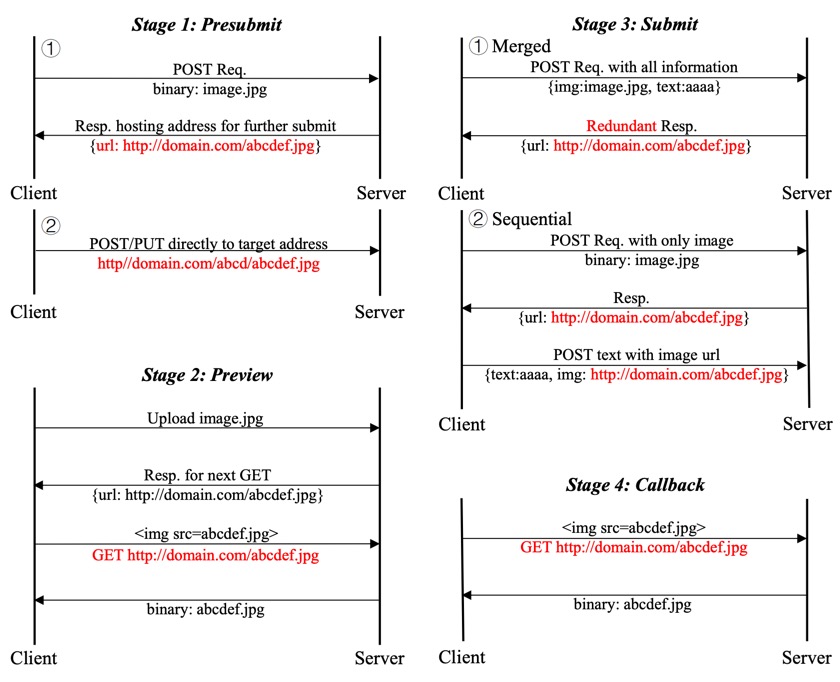 Stage 1: Presubmit
①
POST Req.
binary: image.jpg
Resp. hosting address for further submit
{url: http://domain.com/abcdef.jpg}
Client
Server
②
POST/PUT directly to target address
http//domain.com/abcd/abcdef.jpg
Client
Server
Stage 2: Preview
Upload image.jpg
Resp. for next GET
{url: http://domain.com/abcdef.jpg}
<img src=abcdef.jpg>
GET http://domain.com/abcdef.jpg
binary: abcdef.jpg
Client
Server
Stage 3: Submit
① Merged
POST Req. with all information
{img:image.jpg, text:aaaa}
Redundant Resp.
{url: http://domain.com/abcdef.jpg}
Client
Server
② Sequential
POST Req. with only image
binary: image.jpg
Resp.
{url: http://domain.com/abcdef.jpg}
POST text with image url
{text:aaaa, img: http://domain.com/abcdef.jpg}
Client
Server
Stage 4: Callback
<img src=abcdef.jpg>
GET http://domain.com/abcdef.jpg
binary: abcdef.jpg
Client
Server